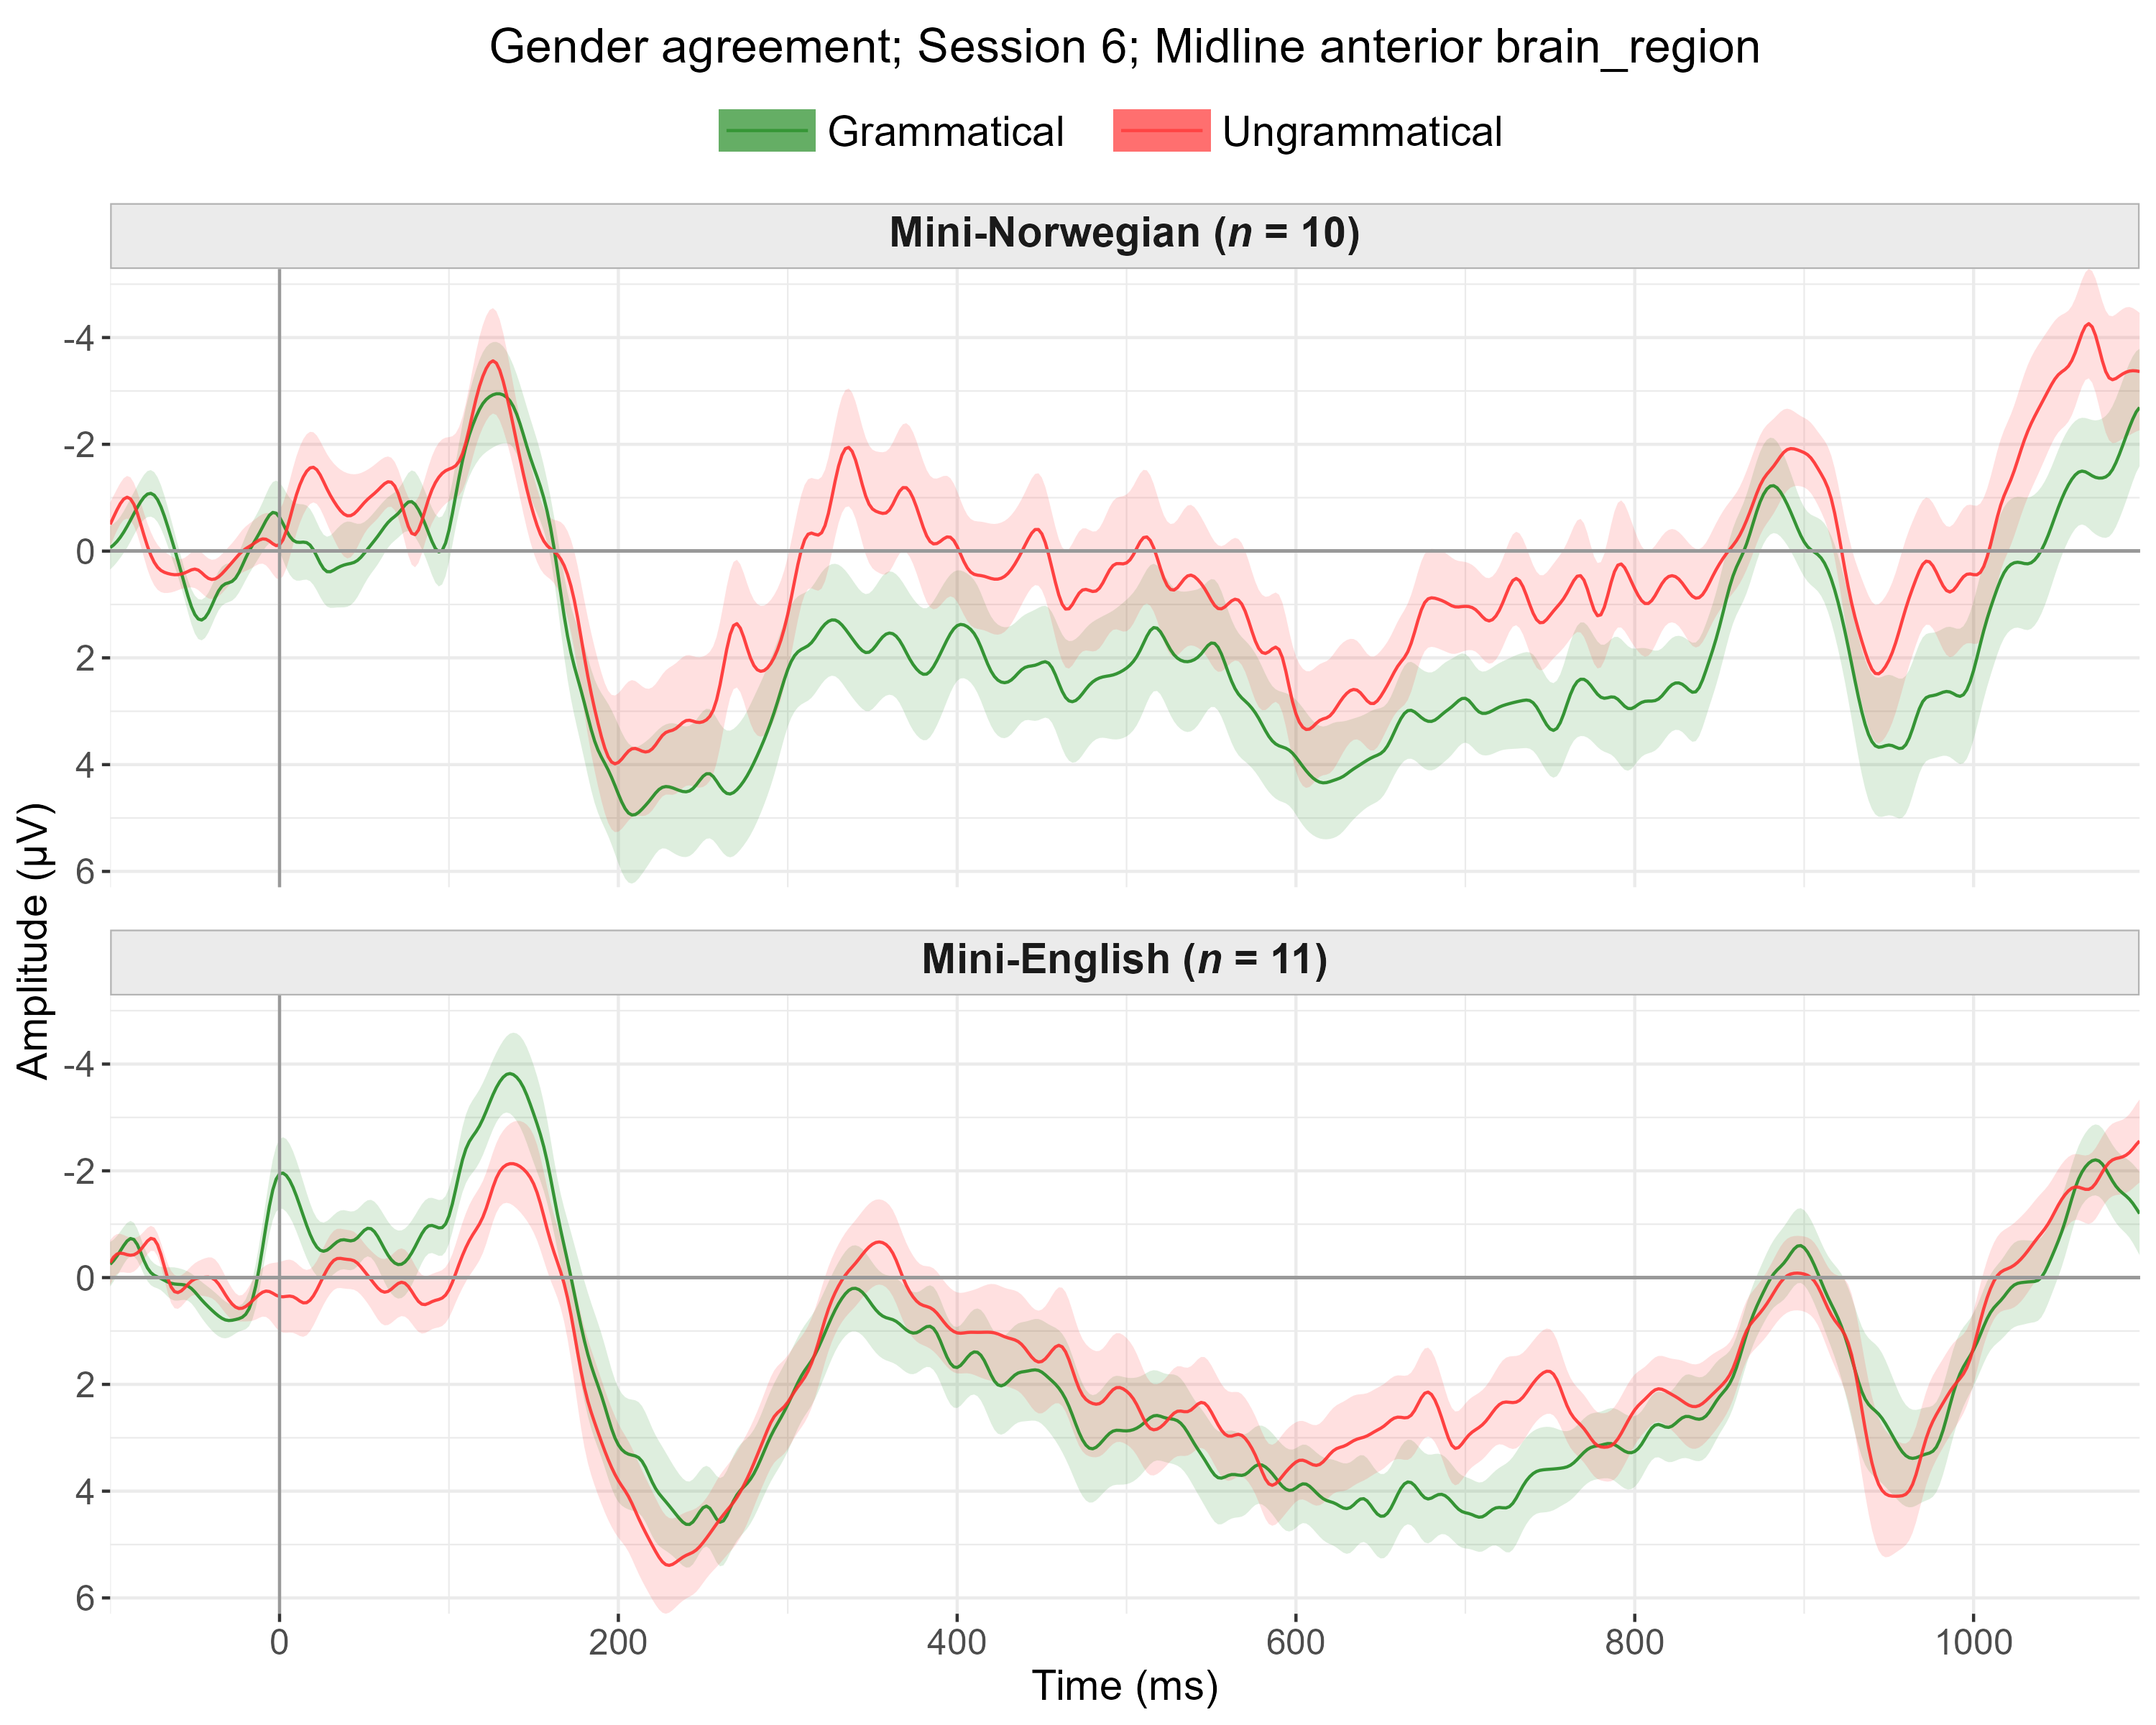 Gender agreement; Session 6; Midline anterior brain_region
Grammatical Ungrammatical
Mini-Norwegian (n = 10)
-4
-2
0
2
4
6
Amplitude (µV)
Mini-English (n = 11)
-4
-2
0
2
4
6
0 200 400 600 800 1000
Time (ms)